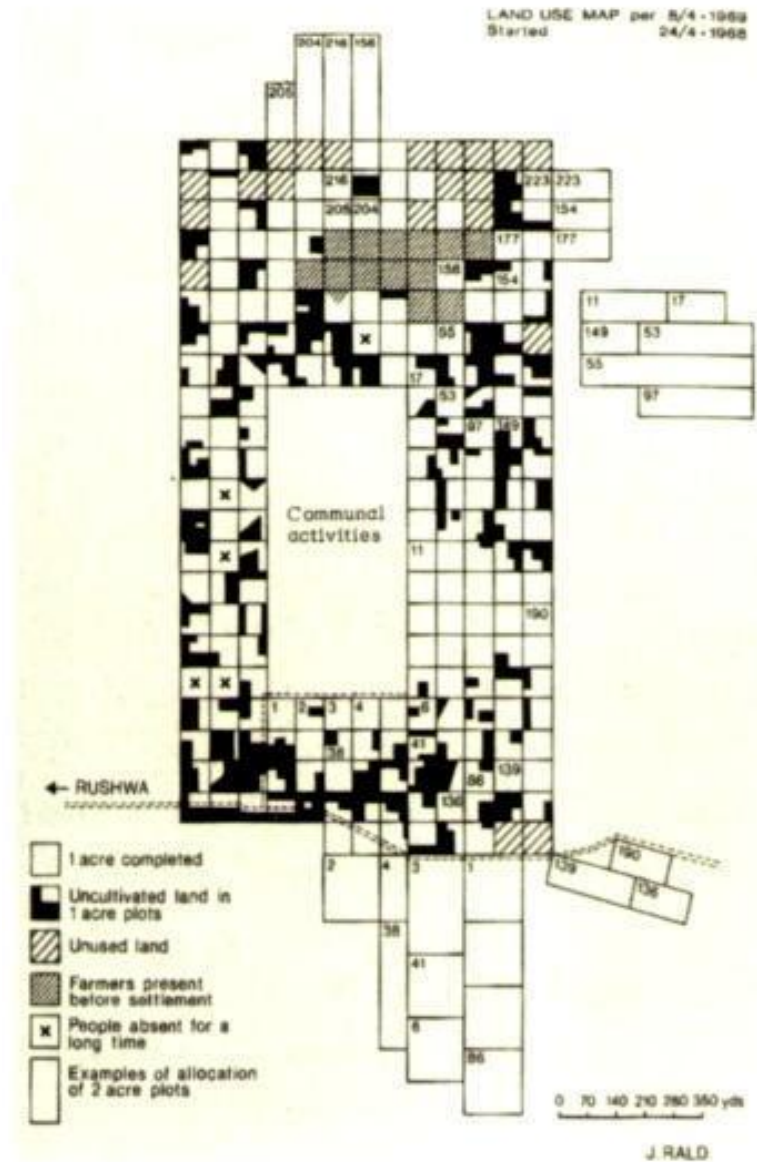 LAND USE MAP per 8/4-1969
Started 24/4-1968
204 216 156
205
216 223 223
205 204 154
177 177
156 154
11 17
55 149 53
55
17
53 97
97 149
Communal
activities
11
190
1 2 3 4 6
38 41
86 139
136
← RUSHWA
2 4 3 1
139 190
136
38
41
6
86
1 acre completed
Uncultivated land in
1 acre plots
Unused land
Farmers present
before settlement
x People absent for a
long time
Examples of allocation
of 2 acre plots
0 70 140 210 280 350 yds
J. RALD